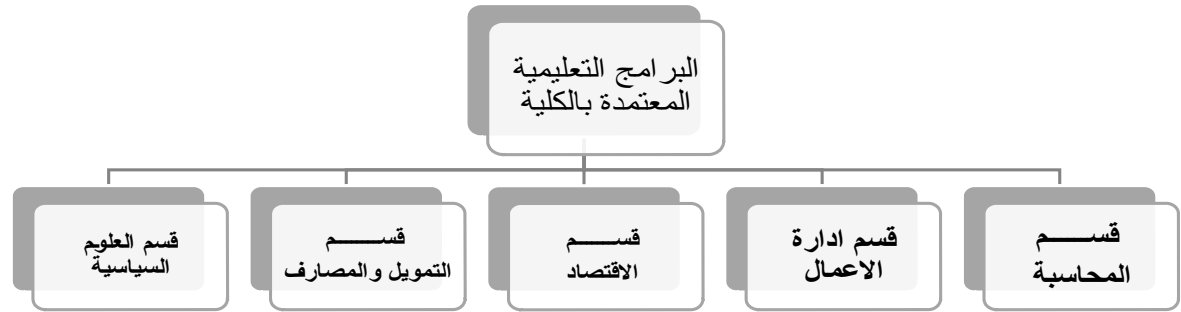 البرامج التعليمية
المعتمدة بالكلية
قســـــم
المحاسبة
قسم ادارة
الاعمال
قســـــم
الاقتصاد
قســـــم
التمويل والمصارف
قسم العلوم
السياسية